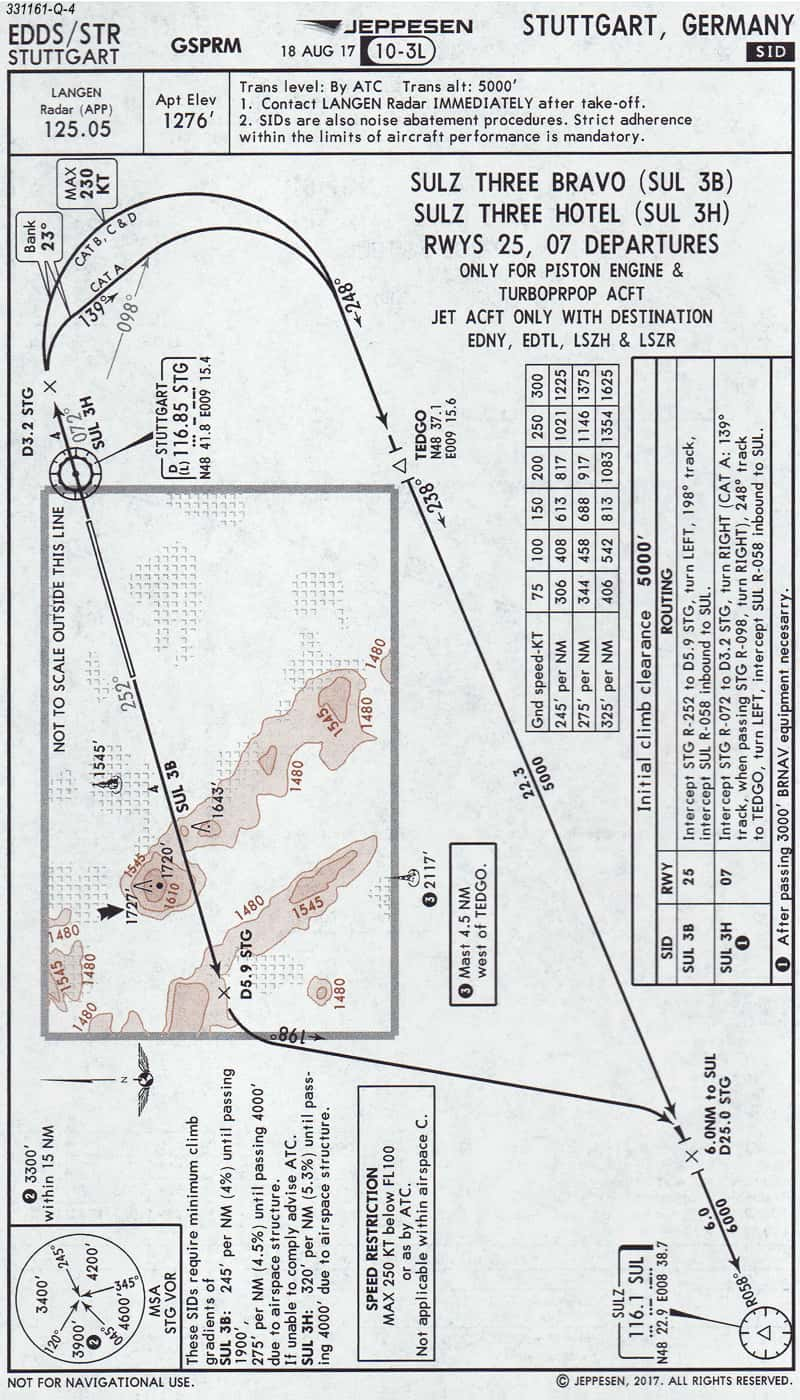 331161-Q-4
EDDS/STR
STUTTGART
GSPRM
JEPPESEN
18 AUG 17
10-3L
STUTTGART, GERMANY
SID
LANGEN
Radar (APP)
125.05
Apt Elev
1276'
Trans level: By ATC Trans alt: 5000'
1. Contact LANGEN Radar IMMEDIATELY after take-off.
2. SIDs are also noise abatement procedures. Strict adherence
within the limits of aircraft performance is mandatory.
SULZ THREE BRAVO (SUL 3B)
SULZ THREE HOTEL (SUL 3H)
RWYS 25, 07 DEPARTURES
ONLY FOR PISTON ENGINE &
TURBOPRPOP ACFT
JET ACFT ONLY WITH DESTINATION
EDNY, EDTL, LSZH & LSZR
MAX
230
KT
Bank
23°
CAT B, C & D
CAT A
139°
098°
248°
D3.2 STG
072°
SUL 3H
STUTTGART
D
(L) 116.85 STG
N48 41.8 E009 15.4
TEDGO
N48 37.1
E009 15.6
238°
NOT TO SCALE OUTSIDE THIS LINE
252°
SUL 3B
1545'
1643'
1720'
1727'
1545
1610
1480
1545
1480
1480
1480
1480
1545
1480
1545
1480
1480
1480
D5.9 STG
198°
3 2117'
3 Mast 4.5 NM
west of TEDGO.
22.3
5000
Gnd speed-KT 75 100 150 200 250 300
245' per NM 306 408 613 817 1021 1225
275' per NM 344 458 688 917 1146 1375
325' per NM 406 542 813 1083 1354 1625
Initial climb clearance 5000'
SID RWY ROUTING
SUL 3B 25 Intercept STG R-252 to D5.9 STG, turn LEFT, 198° track,
intercept SUL R-058 inbound to SUL.
SUL 3H 1 07 Intercept STG R-072 to D3.2 STG, turn RIGHT (CAT A: 139°
track, when passing STG R-098, turn RIGHT), 248° track
to TEDGO, turn LEFT, intercept SUL R-058 inbound to SUL.
1 After passing 3000' BRNAV equipment necesarry.
N
2 3300'
within 15 NM
3400'
245°
4200'
345°
4600'
045°
3900'
2
120°
MSA
STG VOR
These SIDs require minimum climb
gradients of
SUL 3B: 245' per NM (4%) until passing
1900',
275' per NM (4.5%) until passing 4000'
due to airspace structure.
If unable to comply advise ATC.
SUL 3H: 320' per NM (5.3%) until pass-
ing 4000' due to airspace structure.
SPEED RESTRICTION
MAX 250 KT below FL100
or as by ATC.
Not applicable within airspace C.
6.0NM to SUL
D25.0 STG
6.0
6000
R058°
SULZ
116.1 SUL
N48 22.9 E008 38.7
NOT FOR NAVIGATIONAL USE.
© JEPPESEN, 2017. ALL RIGHTS RESERVED.